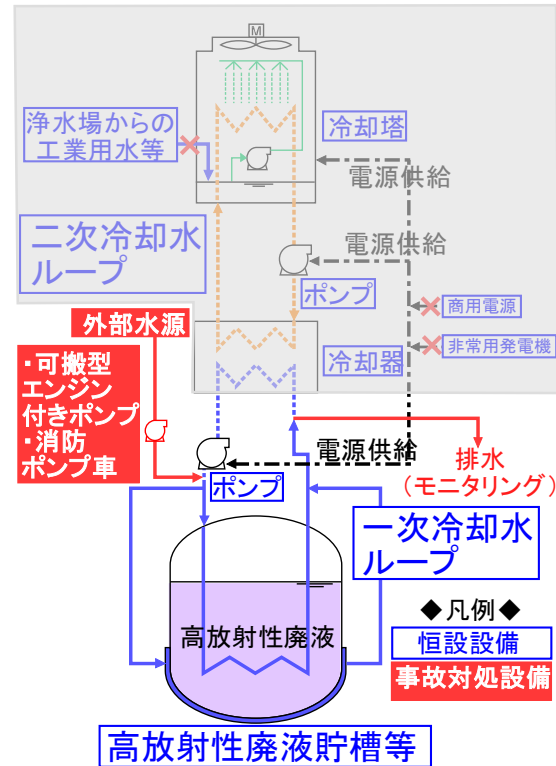 M
浄水場からの
工業用水等
冷却塔
電源供給
二次冷却水
ループ
電源供給
ポンプ
商用電源
外部水源
非常用発電機
冷却器
・可搬型
エンジン
付きポンプ
・消防
ポンプ車
電源供給
排水
(モニタリング)
ポンプ
一次冷却水
ループ
高放射性廃液
◆凡例◆
恒設設備
事故対処設備
高放射性廃液貯槽等